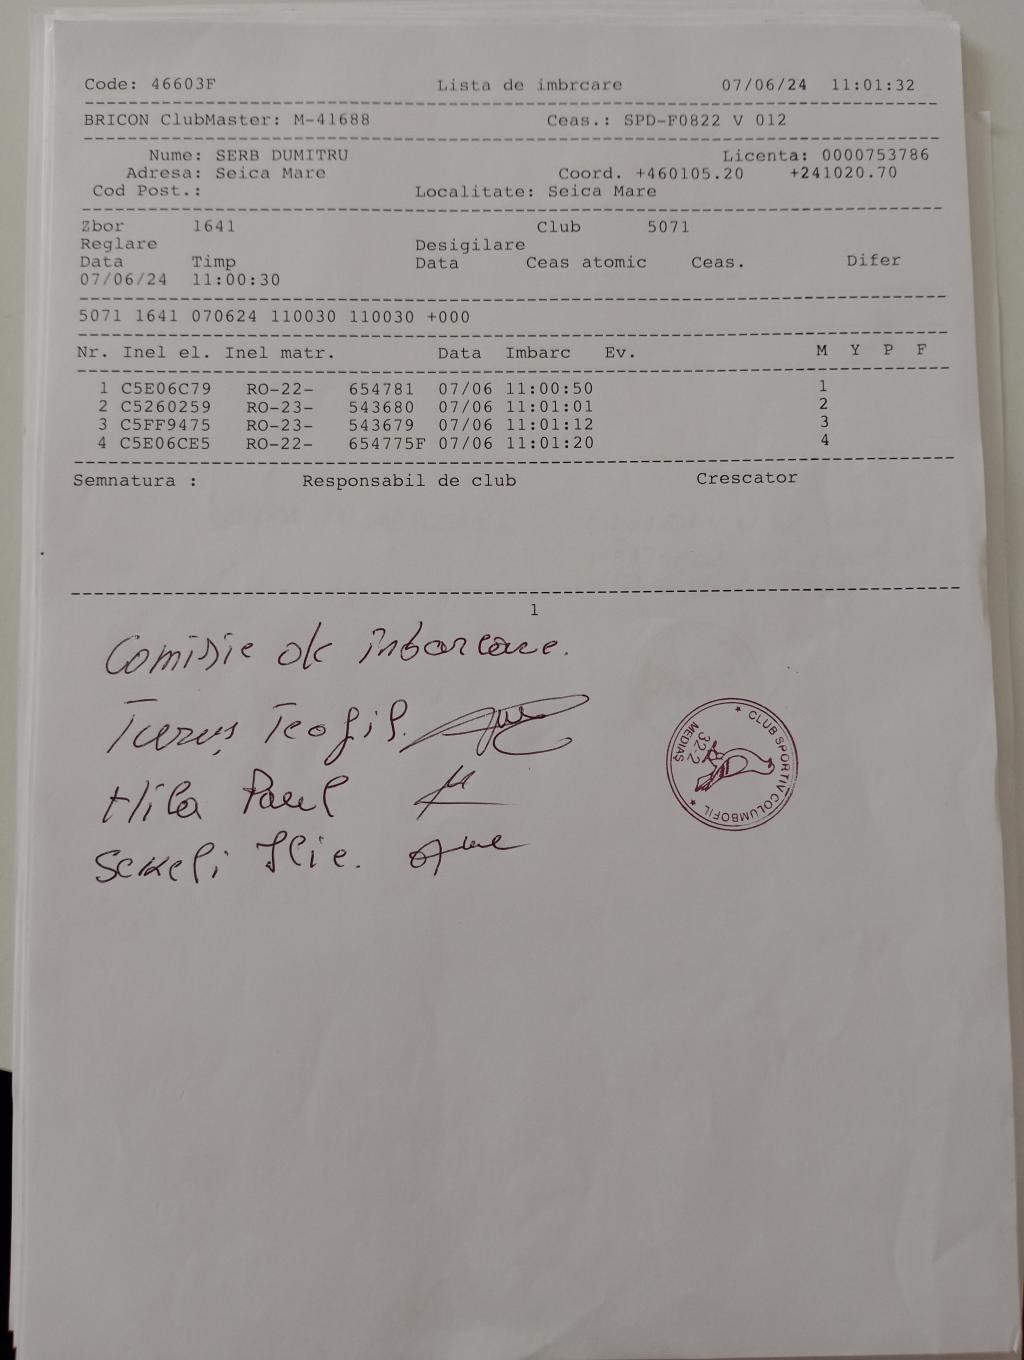 Code: 46603F Lista de imbrcare 07/06/24 11:01:32
BRICON ClubMaster: M-41688 Ceas.: SPD-F0822 V 012
Nume: SERB DUMITRU Licenta: 0000753786
Adresa: Seica Mare Coord. +460105.20 +241020.70
Cod Post.: Localitate: Seica Mare
Zbor 1641 Club 5071
Reglare Desigilare
Data Timp Data Ceas atomic Ceas. Difer
07/06/24 11:00:30
5071 1641 070624 110030 110030 +000
Nr. Inel el. Inel matr. Data Imbarc Ev. M Y P F
1 C5E06C79 RO-22- 654781 07/06 11:00:50 1
2 C5260259 RO-23- 543680 07/06 11:01:01 2
3 C5FF9475 RO-23- 543679 07/06 11:01:12 3
4 C5E06CE5 RO-22- 654775F 07/06 11:01:20 4
Semnatura : Responsabil de club Crescator
1
Comisie de
Teofil.
Hila Paul
Sekeli Ilie.
CLUB SPORTIV COLUMBOFIL
MEDIAȘ
32-2